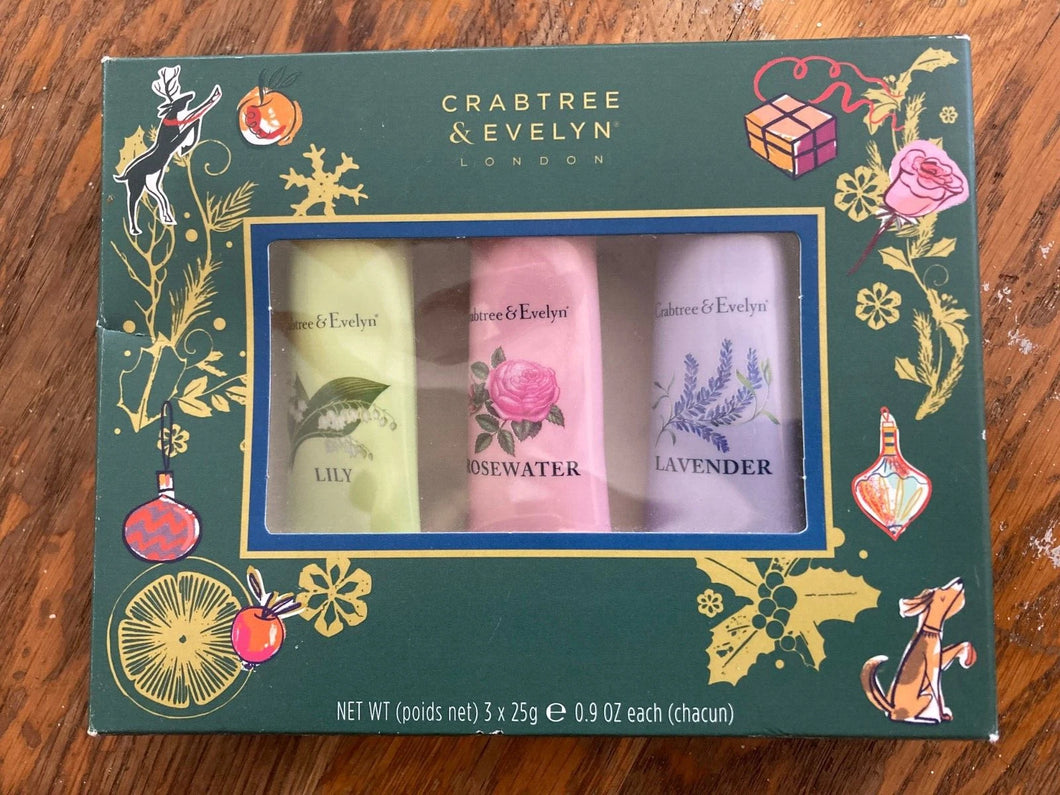 CRABTREE
& EVELYN®
LONDON
Crabtree & Evelyn®
LILY
Crabtree & Evelyn®
ROSEWATER
Crabtree & Evelyn®
LAVENDER
NET WT (poids net) 3 x 25g ℮ 0.9 OZ each (chacun)